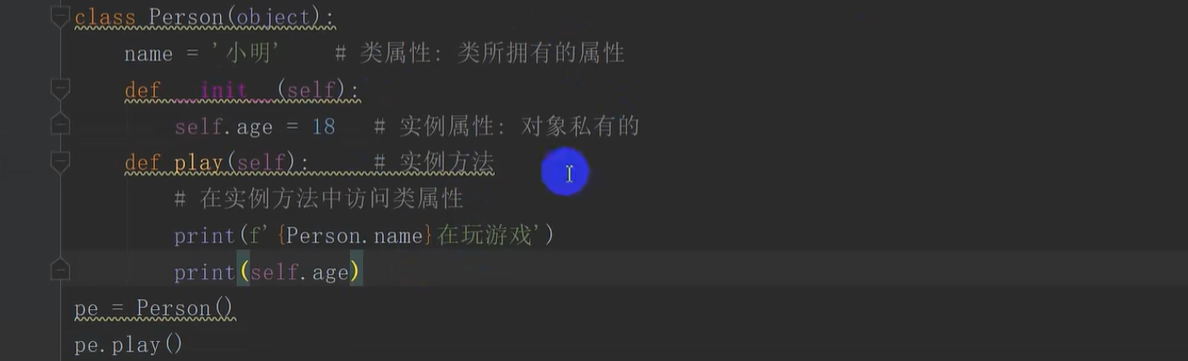 class Person(object):
    name = '小明'    # 类属性: 类所拥有的属性
    def __init__(self):
        self.age = 18   # 实例属性: 对象私有的
    def play(self):     # 实例方法
        # 在实例方法中访问类属性
        print(f'{Person.name}在玩游戏')
        print(self.age)
pe = Person()
pe.play()